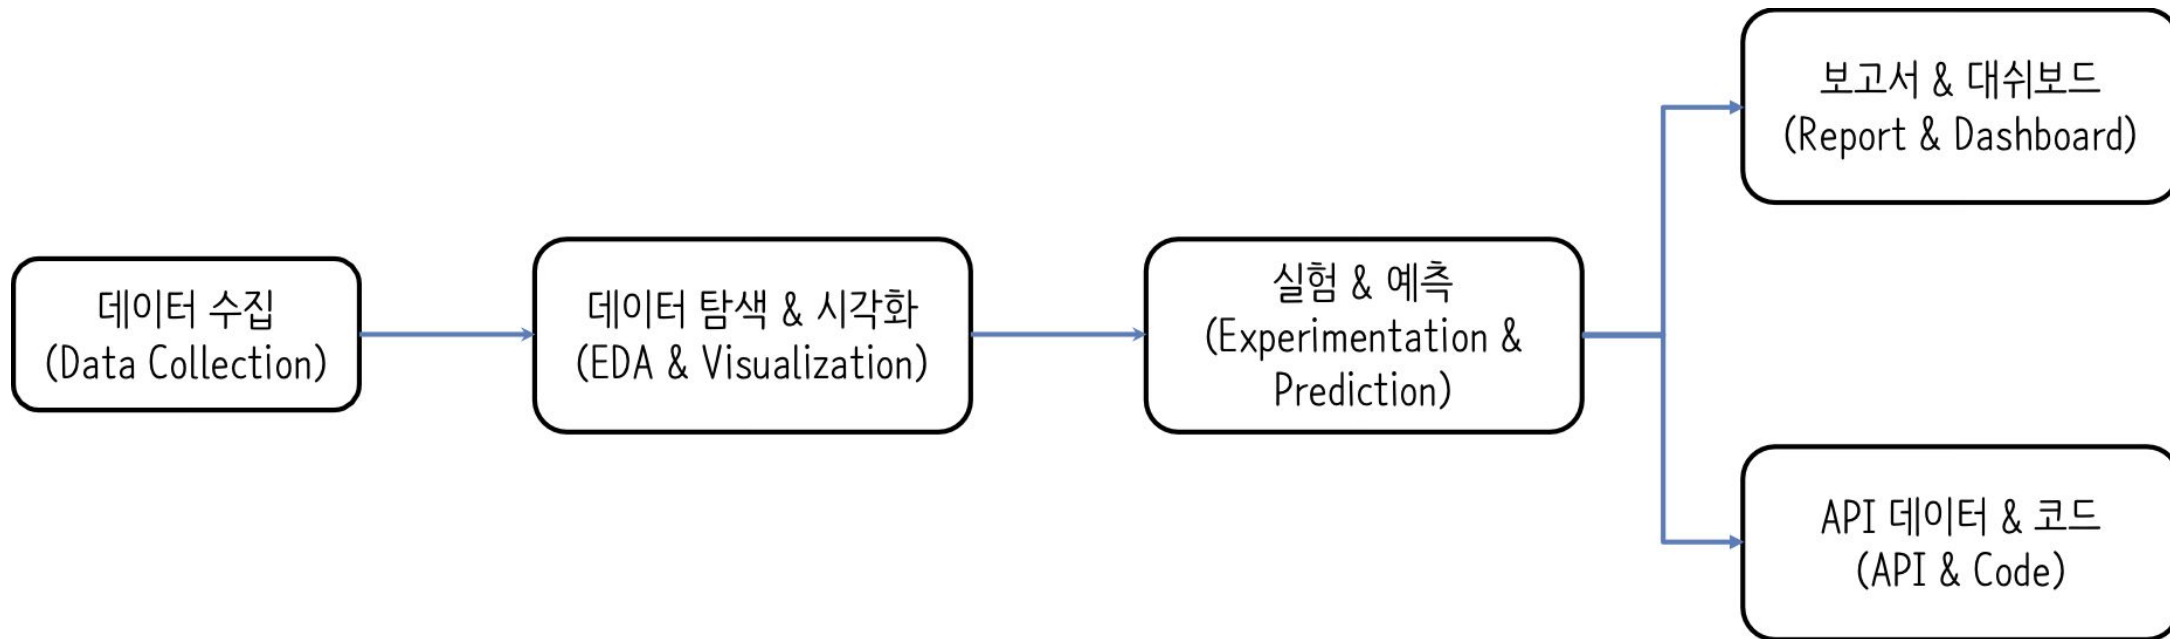 데이터 수집
(Data Collection)
데이터 탐색 & 시각화
(EDA & Visualization)
실험 & 예측
(Experimentation &
Prediction)
보고서 & 대쉬보드
(Report & Dashboard)
API 데이터 & 코드
(API & Code)